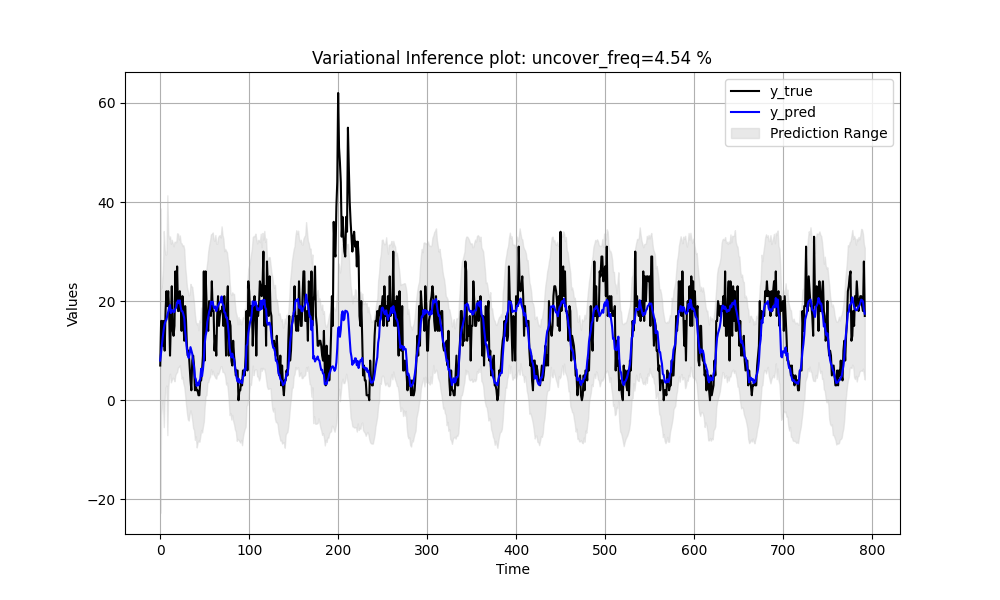 Variational Inference plot: uncover_freq=4.54 %
y_true
y_pred
Prediction Range
60
40
20
0
−20
Values
0 100 200 300 400 500 600 700 800
Time